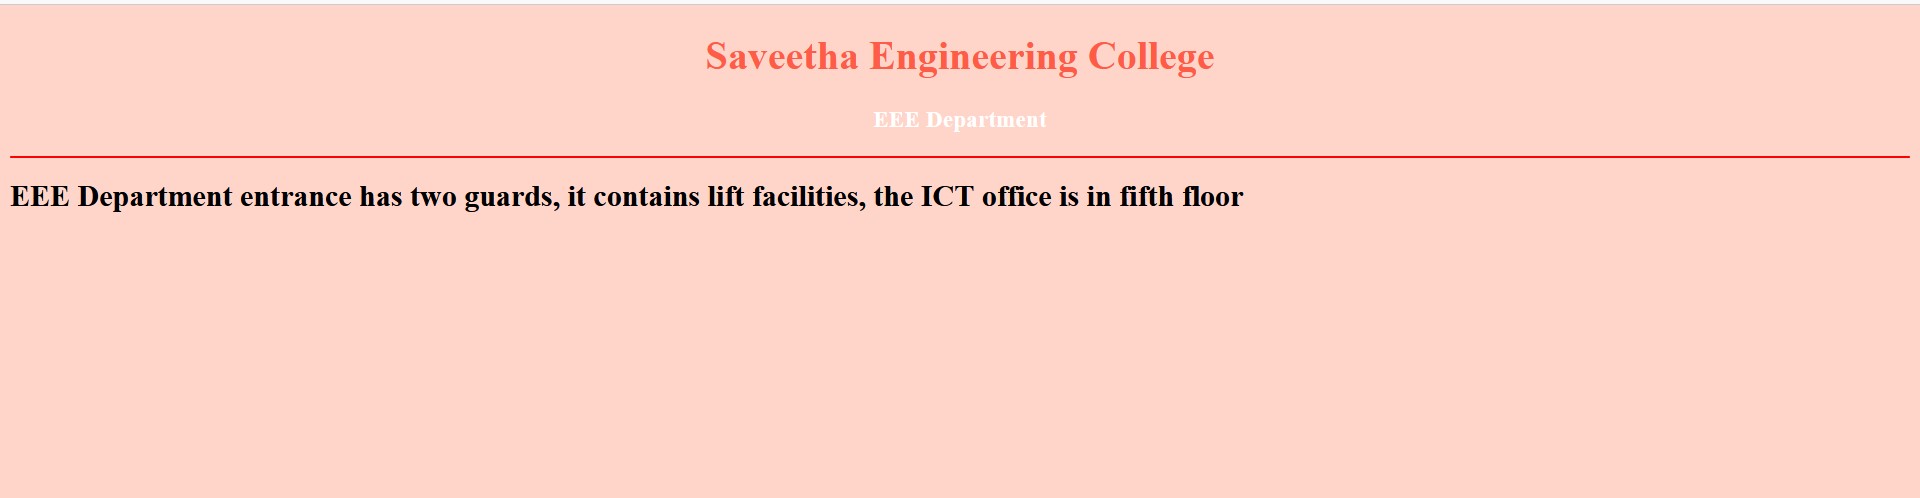 Saveetha Engineering College
EEE Department
EEE Department entrance has two guards, it contains lift facilities, the ICT office is in fifth floor